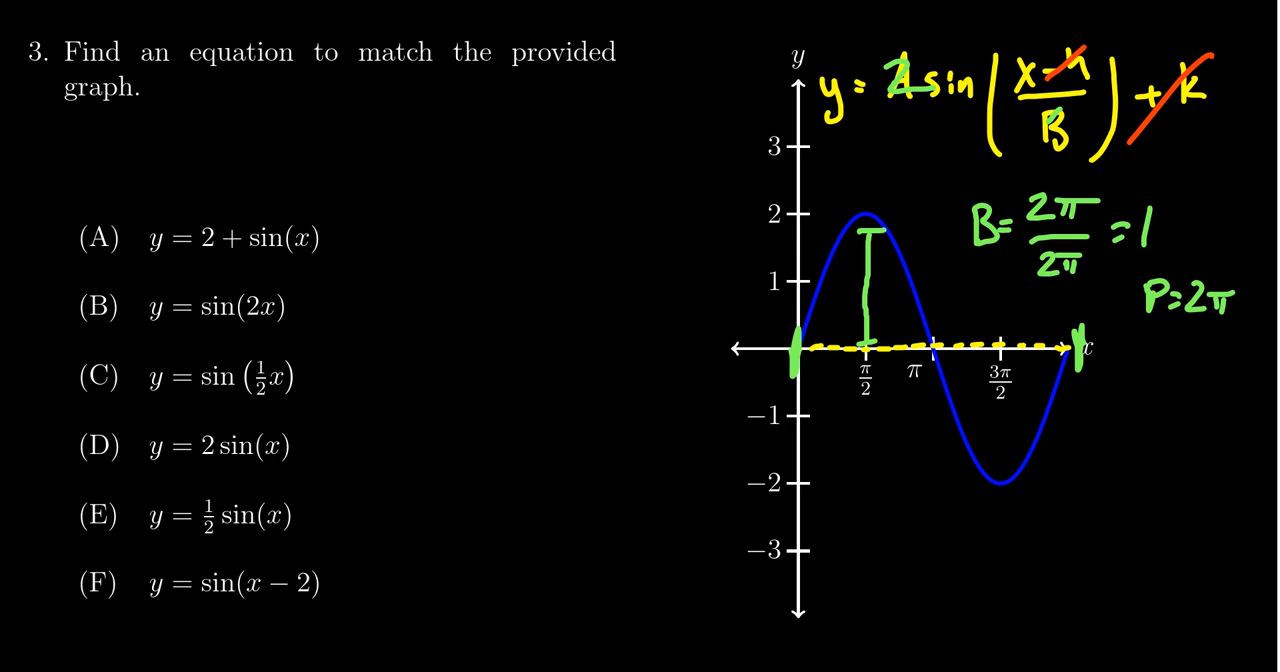 3. Find an equation to match the provided
graph.
(A) y = 2 + sin(x)
(B) y = sin(2x)
(C) y = sin(1/2 x)
(D) y = 2 sin(x)
(E) y = 1/2 sin(x)
(F) y = sin(x − 2)
y
y = 2 sin((x-h)/B) + k
3
2
B = 2π/2π = 1
1
P = 2π
x
π/2 π 3π/2
−1
−2
−3